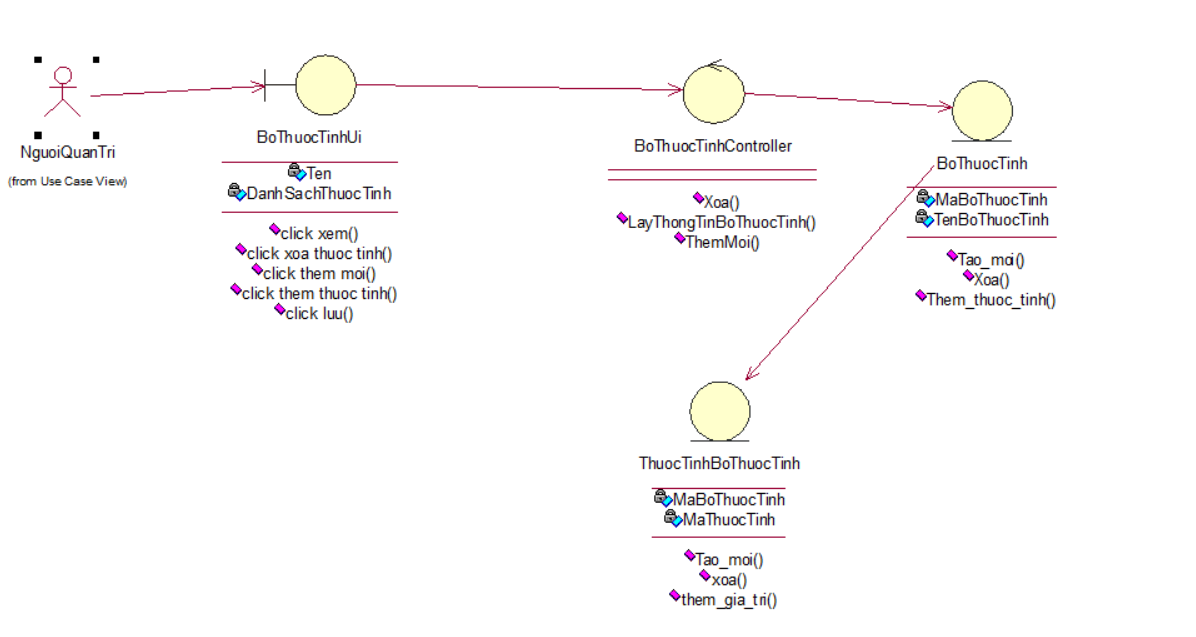 NguoiQuanTri
(from Use Case View)
BoThuocTinhUi
Ten
DanhSachThuocTinh
click xem()
click xoa thuoc tinh()
click them moi()
click them thuoc tinh()
click luu()
BoThuocTinhController
Xoa()
LayThongTinBoThuocTinh()
ThemMoi()
BoThuocTinh
MaBoThuocTinh
TenBoThuocTinh
Tao_moi()
Xoa()
Them_thuoc_tinh()
ThuocTinhBoThuocTinh
MaBoThuocTinh
MaThuocTinh
Tao_moi()
xoa()
them_gia_tri()